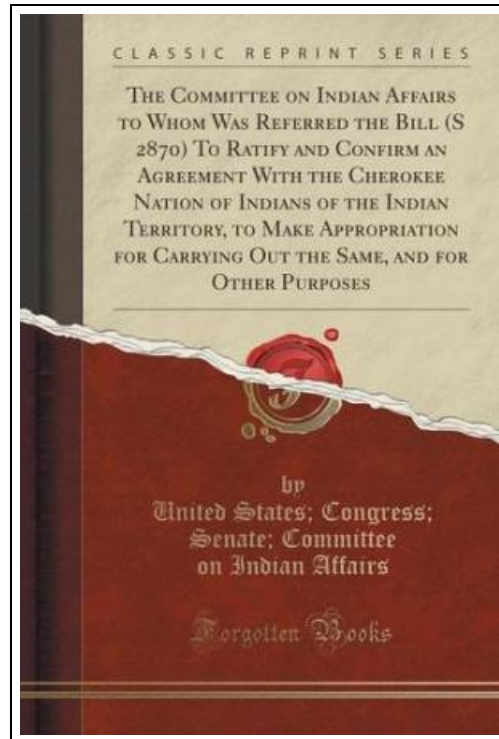 CLASSIC REPRINT SERIES
THE COMMITTEE ON INDIAN AFFAIRS
TO WHOM WAS REFERRED THE BILL (S
2870) TO RATIFY AND CONFIRM AN
AGREEMENT WITH THE CHEROKEE
NATION OF INDIANS OF THE INDIAN
TERRITORY, TO MAKE APPROPRIATION
FOR CARRYING OUT THE SAME, AND FOR
OTHER PURPOSES
by
United States; Congress;
Senate; Committee
on Indian Affairs
Forgotten Books